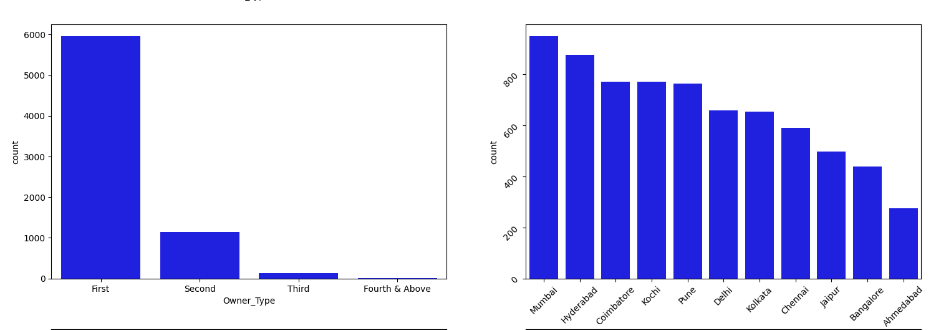 6000
5000
4000
3000
2000
1000
0
count
First Second Third Fourth & Above
Owner_Type
800
600
400
200
0
count
Mumbai Hyderabad Coimbatore Kochi Pune Delhi Kolkata Chennai Jaipur Bangalore Ahmedabad